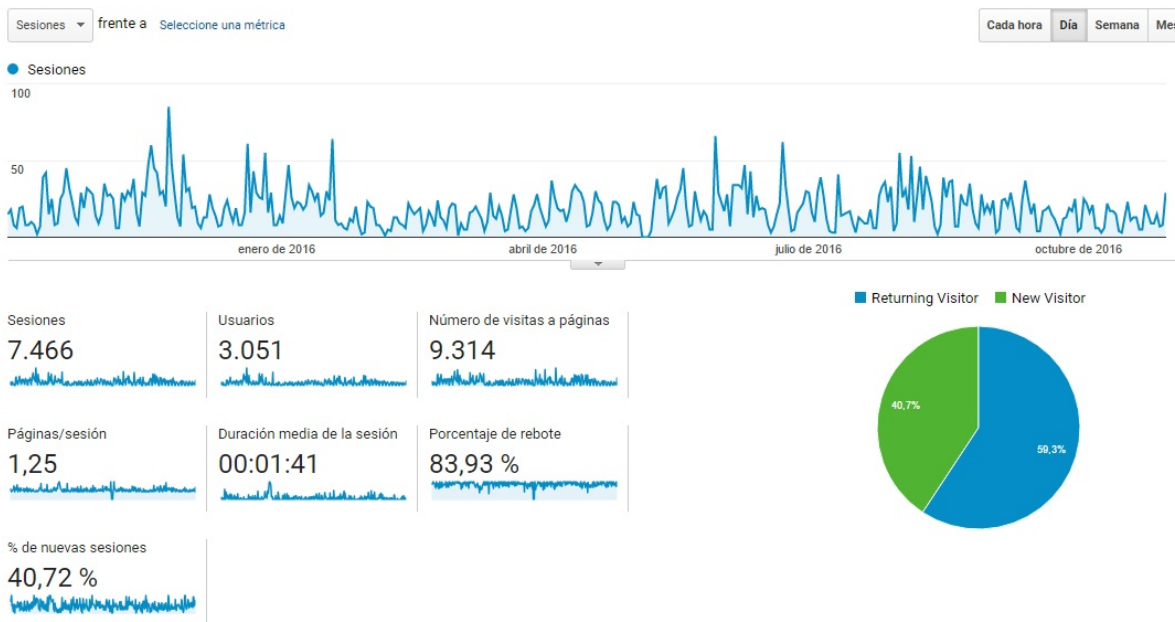 Sesiones frente a Seleccione una métrica
Cada hora Día Semana Mes
Sesiones
100
50
enero de 2016 abril de 2016 julio de 2016 octubre de 2016
Returning Visitor New Visitor
Sesiones
7.466
Usuarios
3.051
Número de visitas a páginas
9.314
Páginas/sesión
1,25
Duración media de la sesión
00:01:41
Porcentaje de rebote
83,93 %
% de nuevas sesiones
40,72 %
40,7%
59,3%